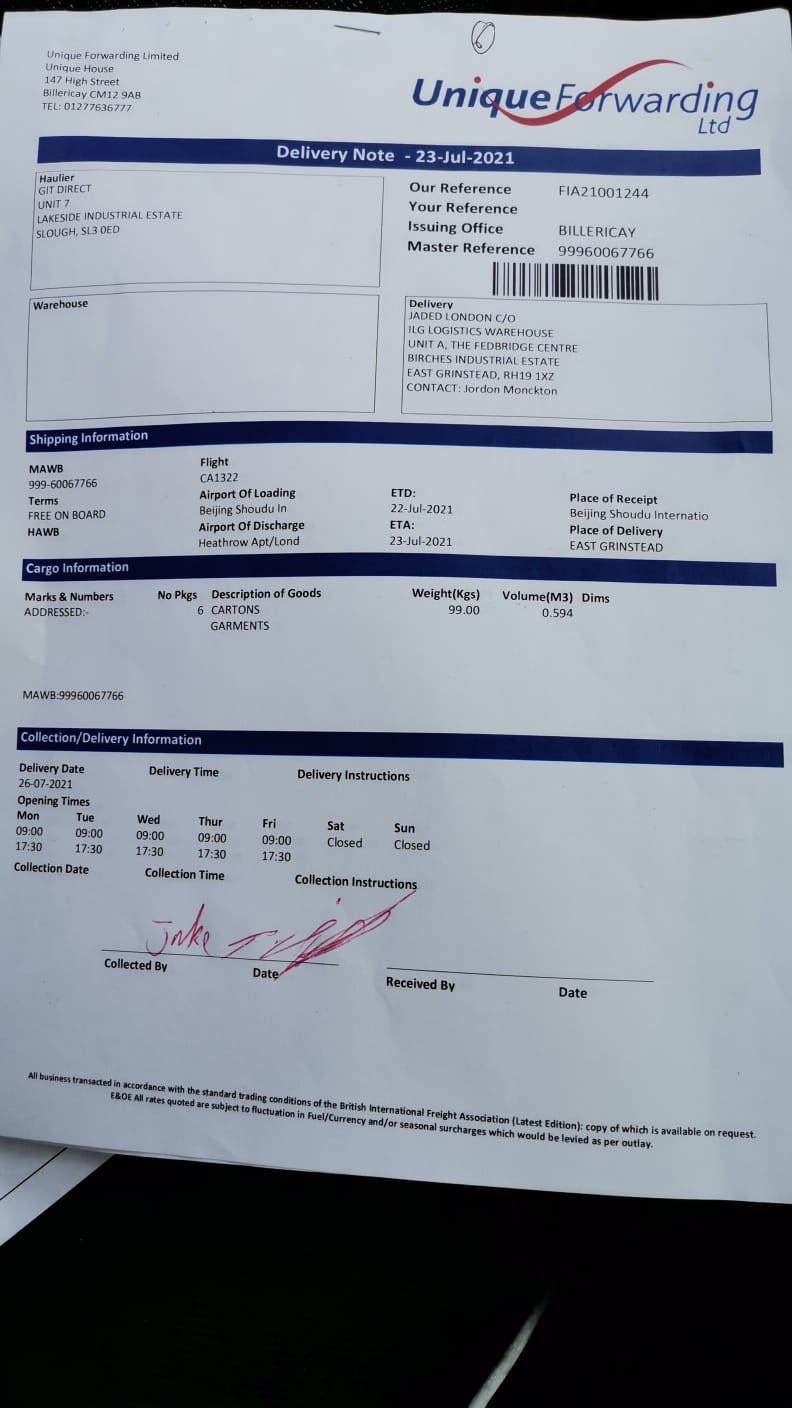 Unique Forwarding Limited
Unique House
147 High Street
Billericay CM12 9AB
TEL: 01277636777
6
UniqueForwarding
Ltd
Delivery Note - 23-Jul-2021
Haulier
GIT DIRECT
UNIT 7
LAKESIDE INDUSTRIAL ESTATE
SLOUGH, SL3 0ED
Our Reference FIA21001244
Your Reference
Issuing Office BILLERICAY
Master Reference 99960067766
Warehouse
Delivery
JADED LONDON C/O
ILG LOGISTICS WAREHOUSE
UNIT A, THE FEDBRIDGE CENTRE
BIRCHES INDUSTRIAL ESTATE
EAST GRINSTEAD, RH19 1XZ
CONTACT: Jordon Monckton
Shipping Information
MAWB
999-60067766
Terms
FREE ON BOARD
HAWB
Flight
CA1322
Airport Of Loading
Beijing Shoudu In
Airport Of Discharge
Heathrow Apt/Lond
ETD:
22-Jul-2021
ETA:
23-Jul-2021
Place of Receipt
Beijing Shoudu Internatio
Place of Delivery
EAST GRINSTEAD
Cargo Information
Marks & Numbers No Pkgs Description of Goods Weight(Kgs) Volume(M3) Dims
ADDRESSED:- 6 CARTONS 99.00 0.594
GARMENTS
MAWB:99960067766
Collection/Delivery Information
Delivery Date Delivery Time Delivery Instructions
26-07-2021
Opening Times
Mon Tue Wed Thur Fri Sat Sun
09:00 09:00 09:00 09:00 09:00 Closed Closed
17:30 17:30 17:30 17:30 17:30
Collection Date Collection Time Collection Instructions
Jake
Collected By Date Received By Date
All business transacted in accordance with the standard trading conditions of the British International Freight Association (Latest Edition): copy of which is available on request.
E&OE All rates quoted are subject to fluctuation in Fuel/Currency and/or seasonal surcharges which would be levied as per outlay.